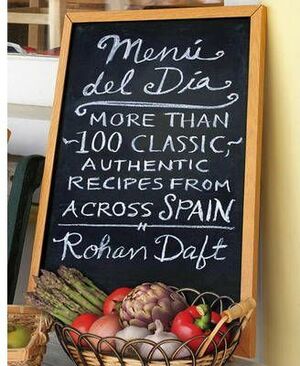 Menú
del Día
MORE THAN
100 CLASSIC,
AUTHENTIC
RECIPES FROM
ACROSS SPAIN
Rohan Daft